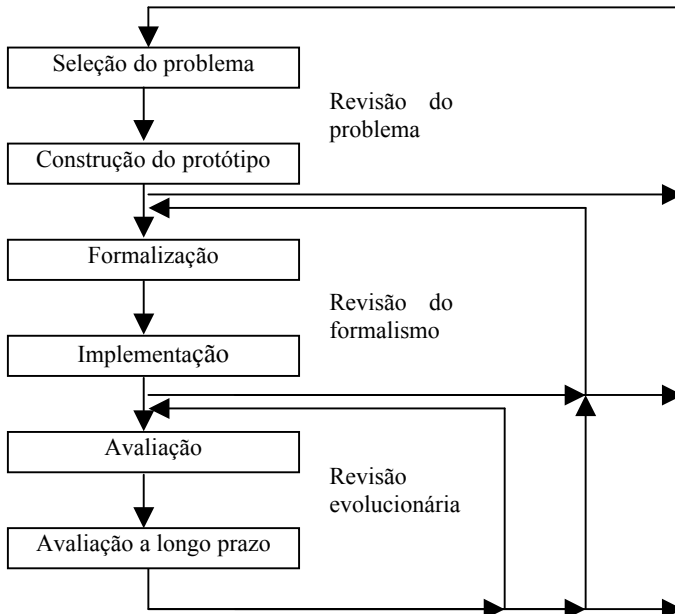 Seleção do problema
Revisão do
problema
Construção do protótipo
Formalização
Revisão do
formalismo
Implementação
Avaliação
Revisão
evolucionária
Avaliação a longo prazo